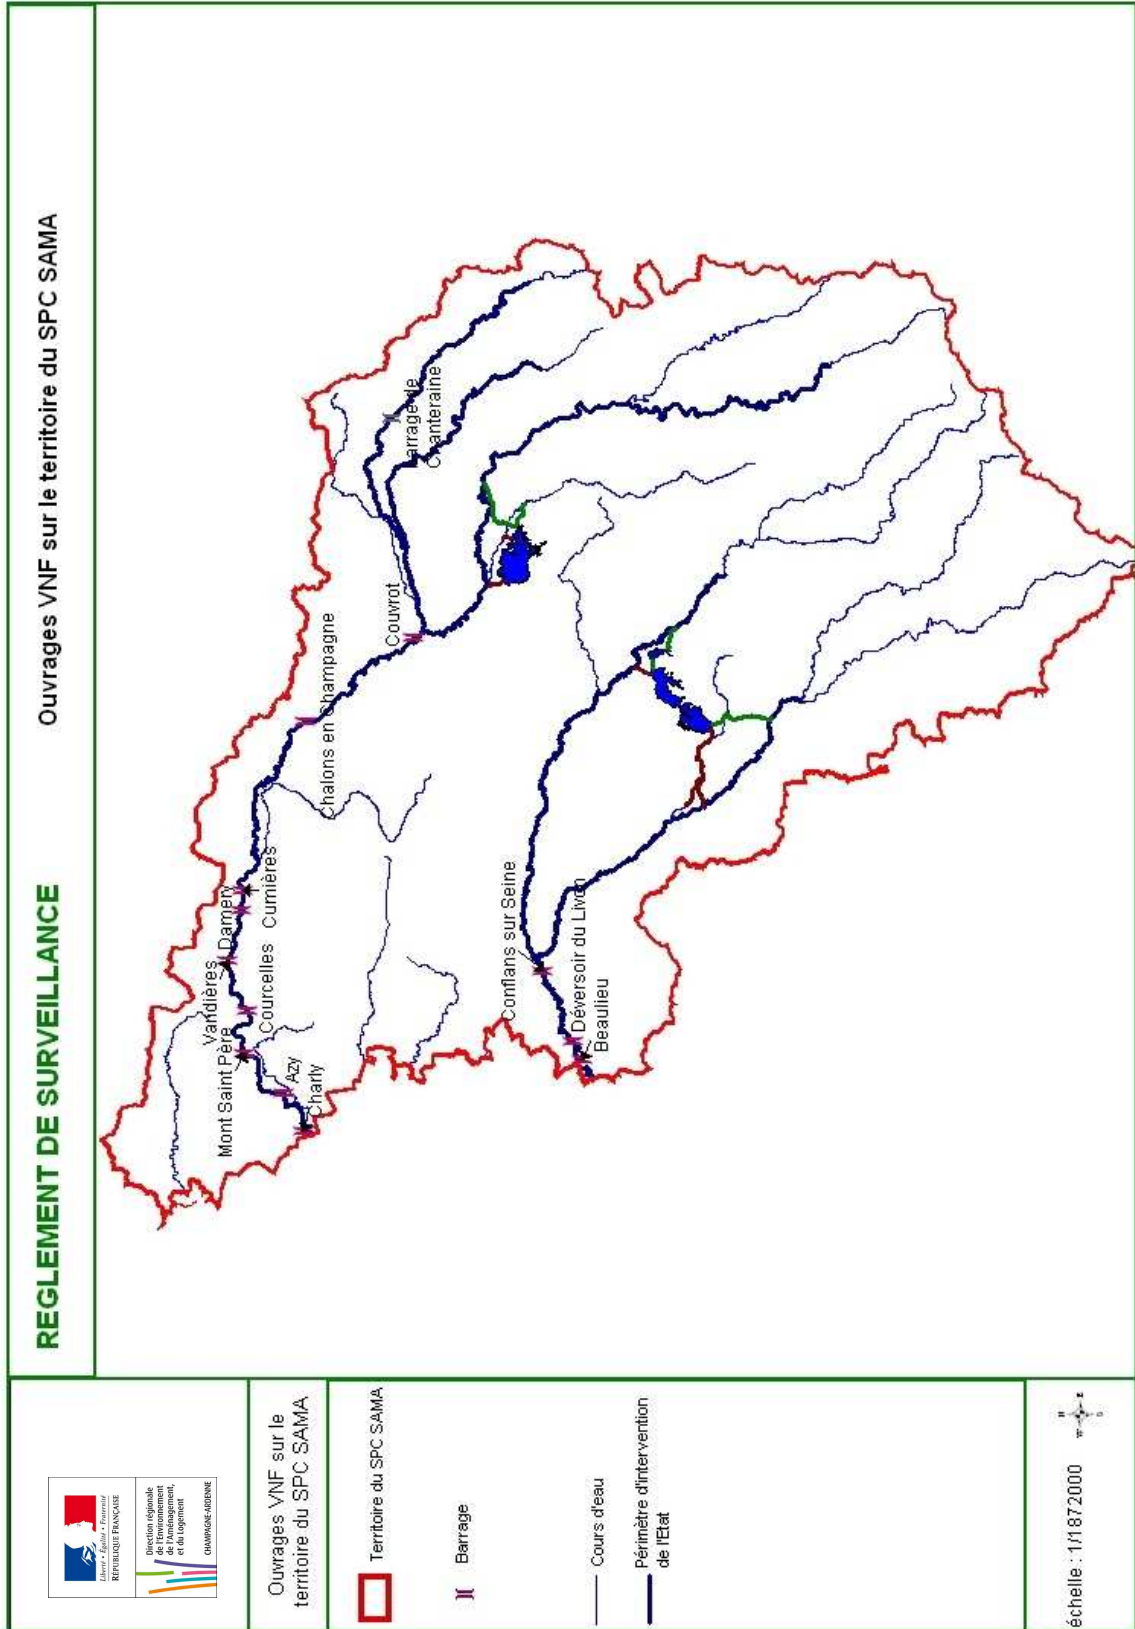 REGLEMENT DE SURVEILLANCE
Ouvrages VNF sur le territoire du SPC SAMA
Liberté • Égalité • Fraternité
RÉPUBLIQUE FRANÇAISE
Direction régionale
de l'Environnement
de l'Aménagement,
et du Logement
CHAMPAGNE-ARDENNE
Ouvrages VNF sur le
territoire du SPC SAMA
Territoire du SPC SAMA
Barrage
Cours d'eau
Périmètre d'intervention
de l'Etat
échelle : 1/1872000
N
E
S
W
Mont Saint Père
Vandières
Damery
Courcelles
Cumières
Azy
Charly
Chalons en Champagne
Couvrot
Barrage de
Chanteraine
Conflans sur Seine
Déversoir du Livon
Beaulieu